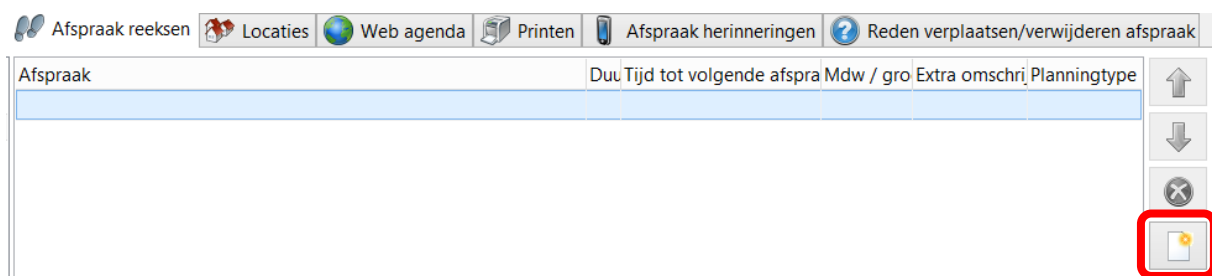 Afspraak reeksen Locaties Web agenda Printen Afspraak herinneringen Reden verplaatsen/verwijderen afspraak
Afspraak Duu Tijd tot volgende afspra Mdw / gro Extra omschrij Planningtype